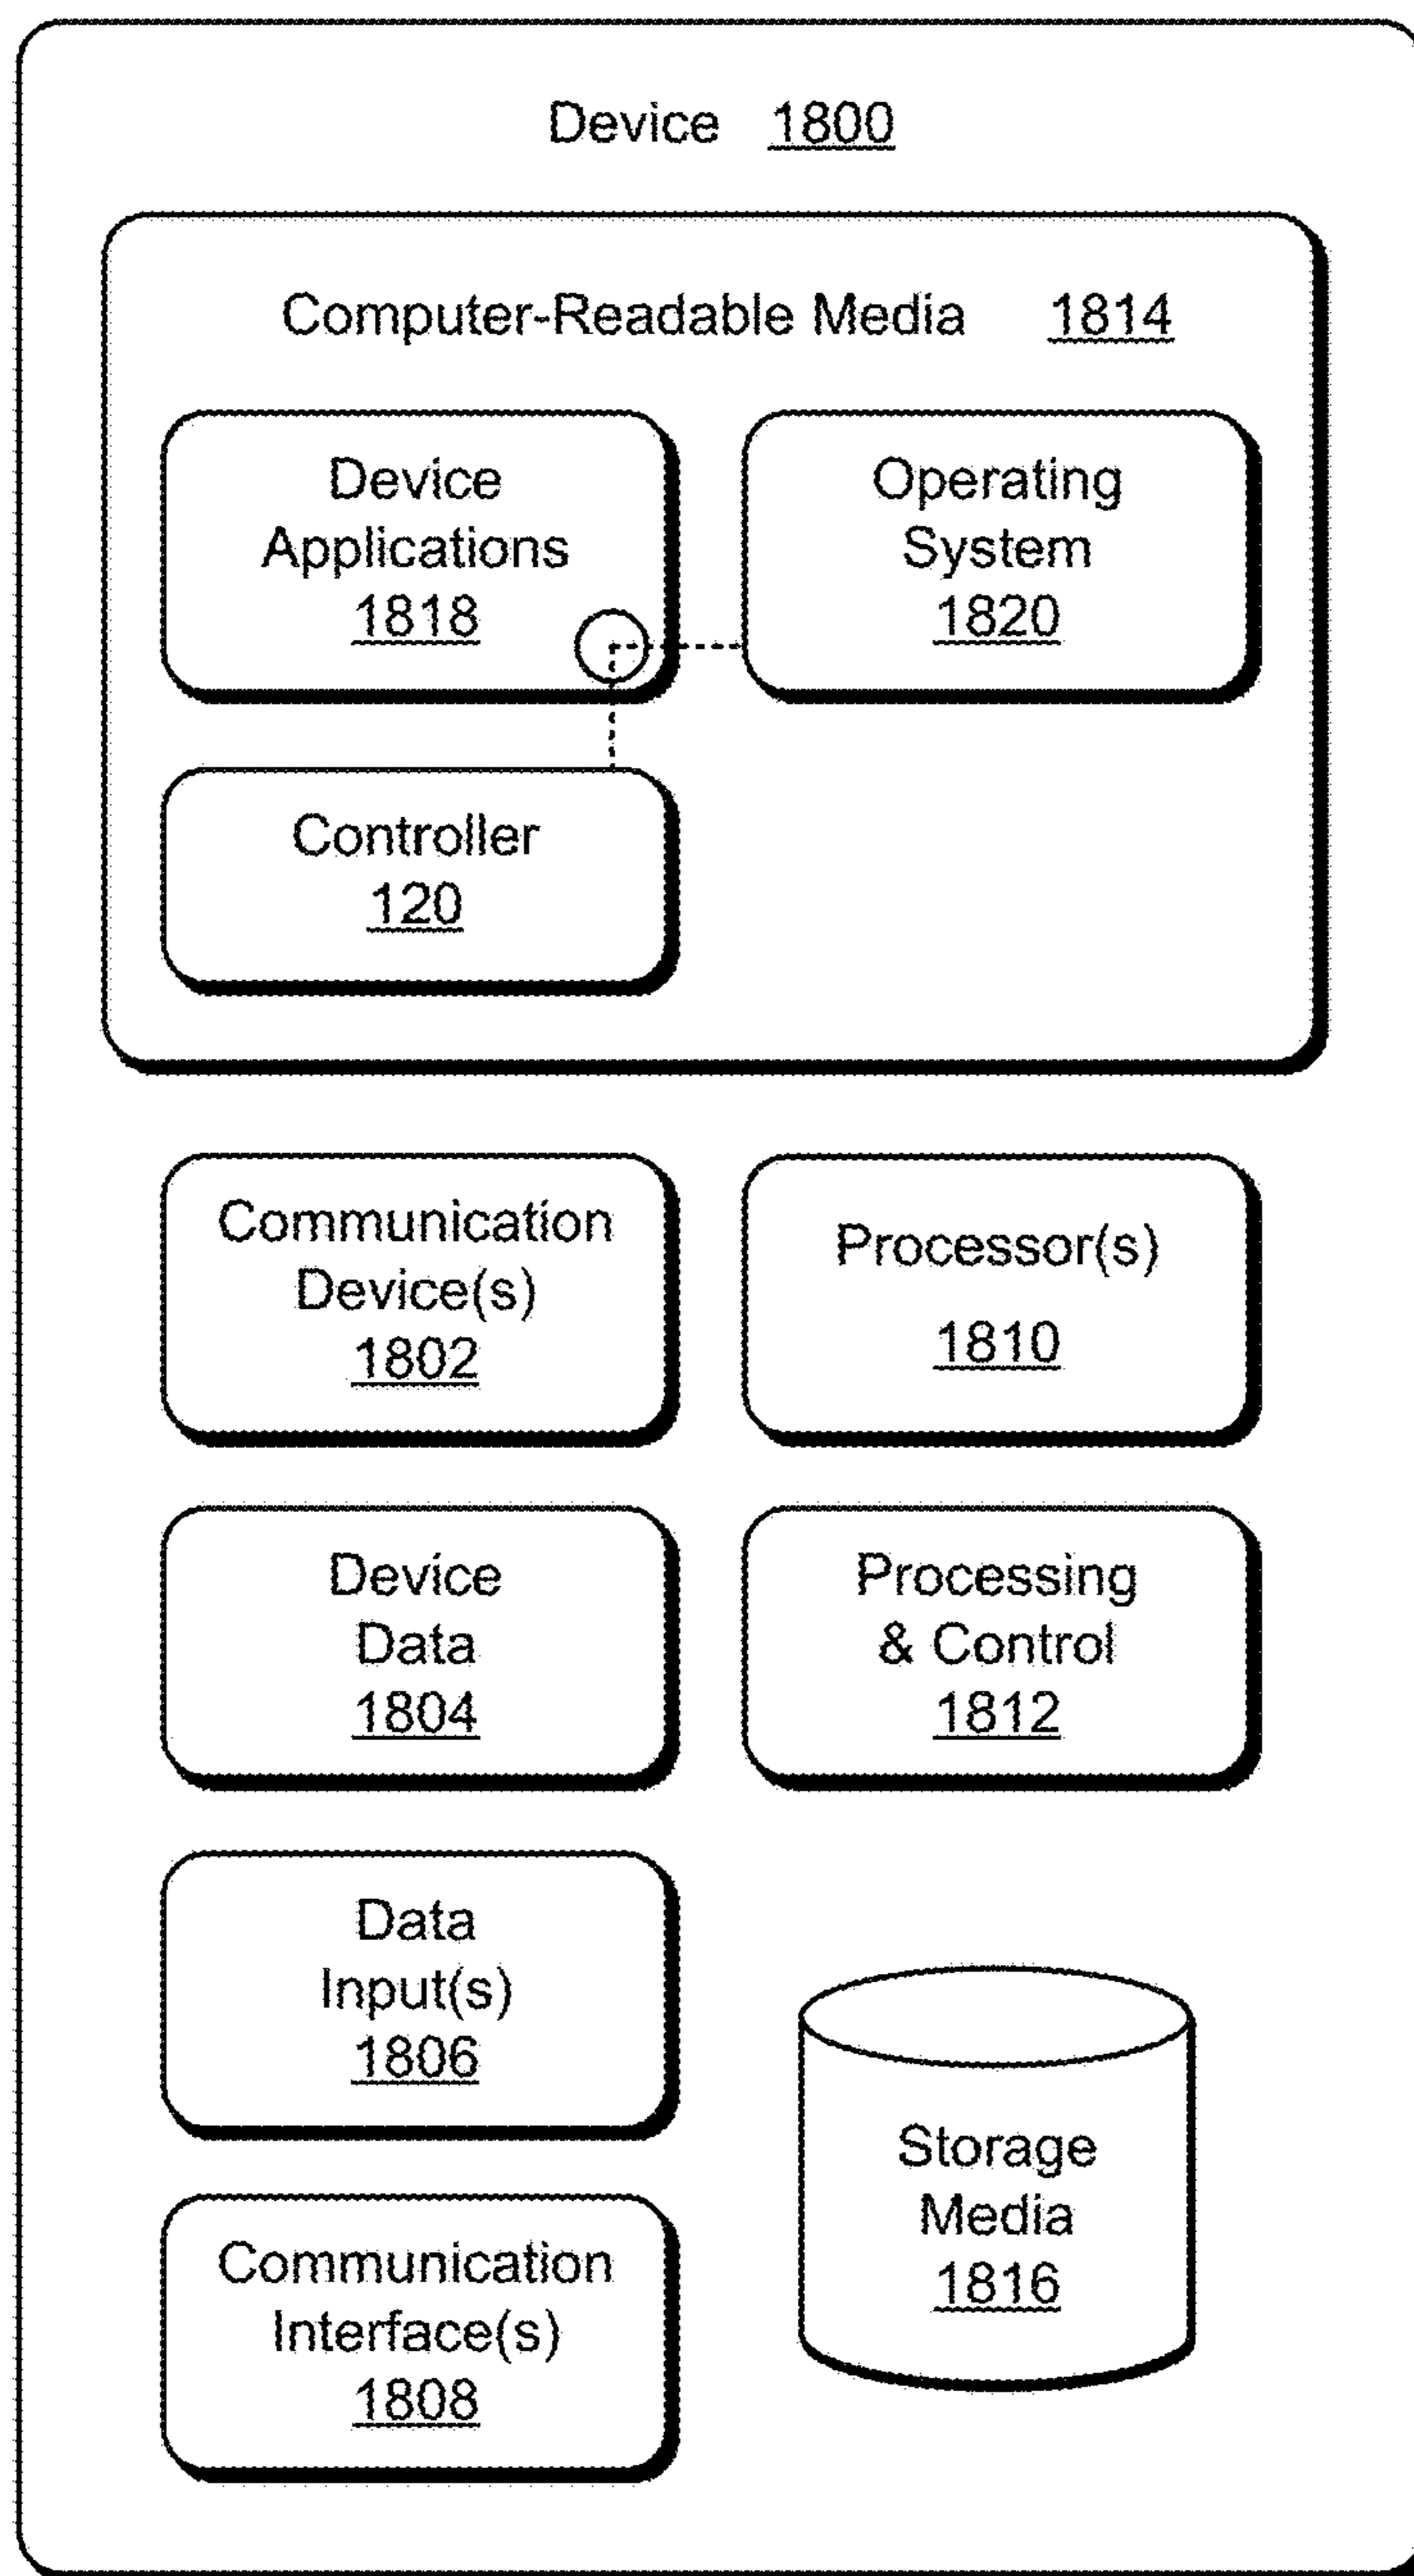 Device 1800
Computer-Readable Media 1814
Device
Applications
1818
Operating
System
1820
Controller
120
Communication
Device(s)
1802
Processor(s)
1810
Device
Data
1804
Processing
& Control
1812
Data
Input(s)
1806
Storage
Media
1816
Communication
Interface(s)
1808